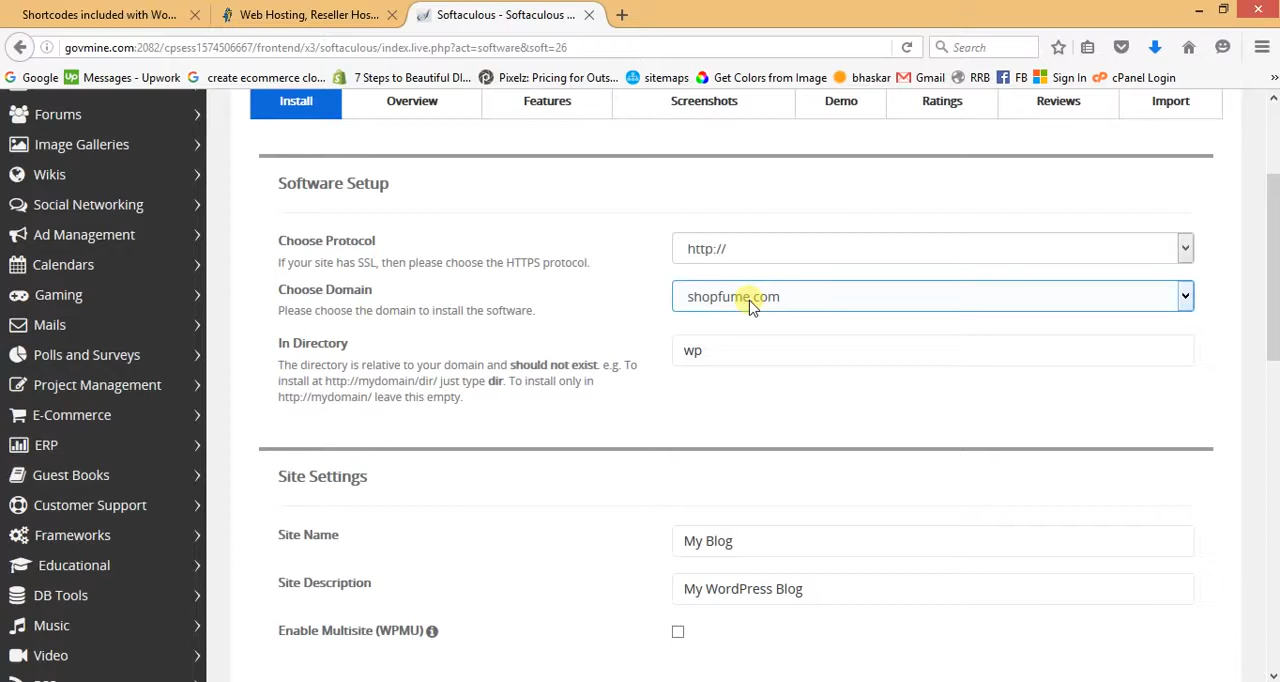 Shortcodes included with Wo...
Web Hosting, Reseller Hos...
Softaculous - Softaculous ...
govmine.com:2082/cpsess1574506667/frontend/x3/softaculous/index.live.php?act=software&soft=26
Search
Google
Messages - Upwork
create ecommerce clo...
7 Steps to Beautiful DI...
Pixelz: Pricing for Outs...
sitemaps
Get Colors from Image
bhaskar
Gmail
RRB
FB
Sign In
cPanel Login
Forums
Image Galleries
Wikis
Social Networking
Ad Management
Calendars
Gaming
Mails
Polls and Surveys
Project Management
E-Commerce
ERP
Guest Books
Customer Support
Frameworks
Educational
DB Tools
Music
Video
Install
Overview
Features
Screenshots
Demo
Ratings
Reviews
Import
Software Setup
Choose Protocol
If your site has SSL, then please choose the HTTPS protocol.
http://
Choose Domain
Please choose the domain to install the software.
shopfume.com
In Directory
The directory is relative to your domain and should not exist. e.g. To
install at http://mydomain/dir/ just type dir. To install only in
http://mydomain/ leave this empty.
wp
Site Settings
Site Name
My Blog
Site Description
My WordPress Blog
Enable Multisite (WPMU)